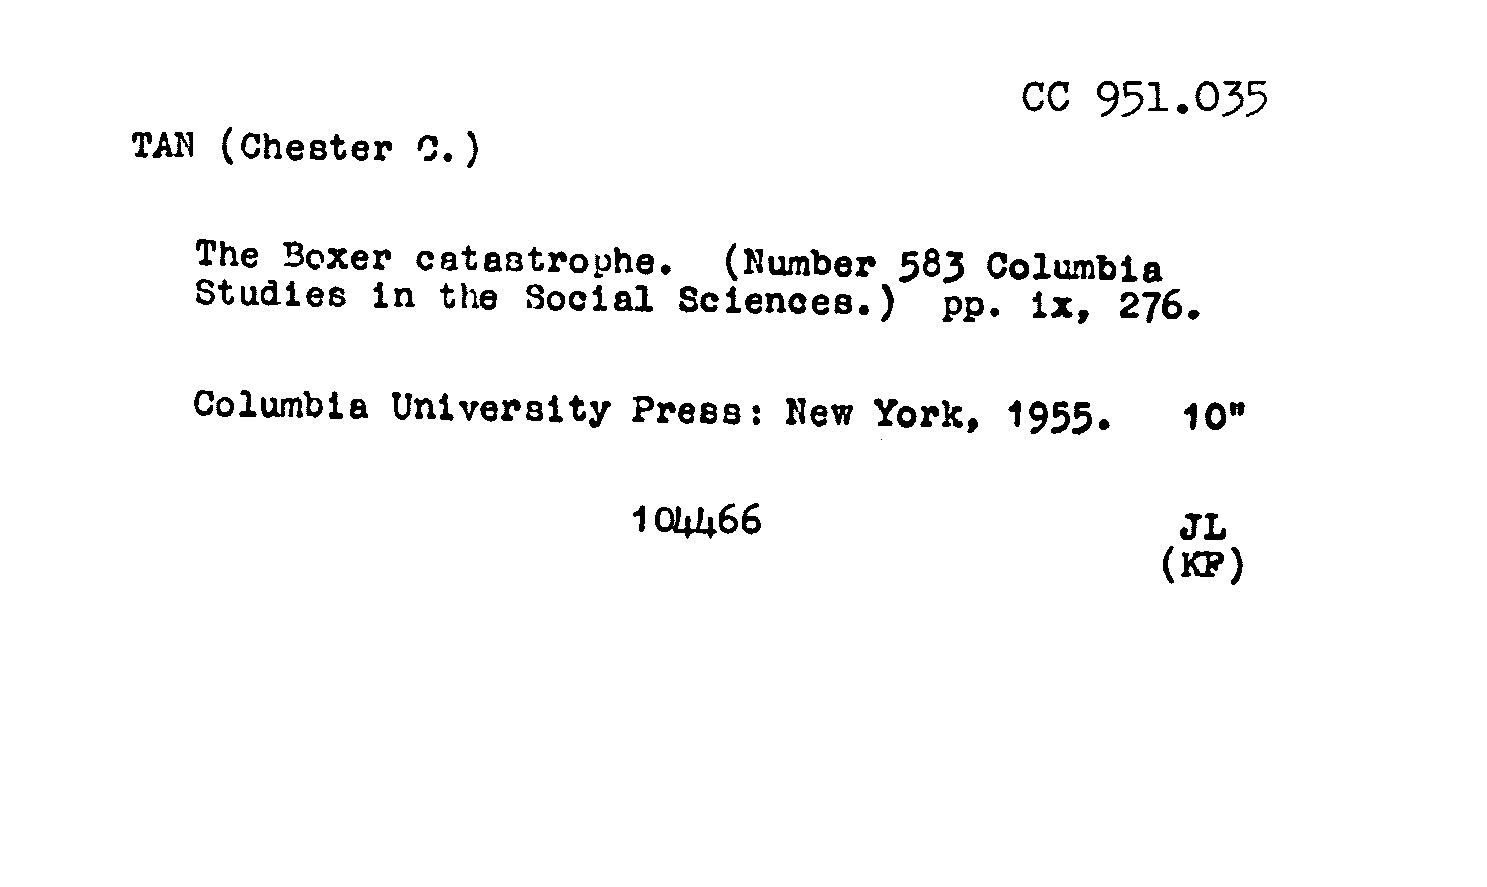 CC 951.035
TAN (Chester C.)
The Boxer catastrophe. (Number 583 Columbia
Studies in the Social Sciences.) pp. ix, 276.
Columbia University Press: New York, 1955. 10"
104466
JL
(KP)